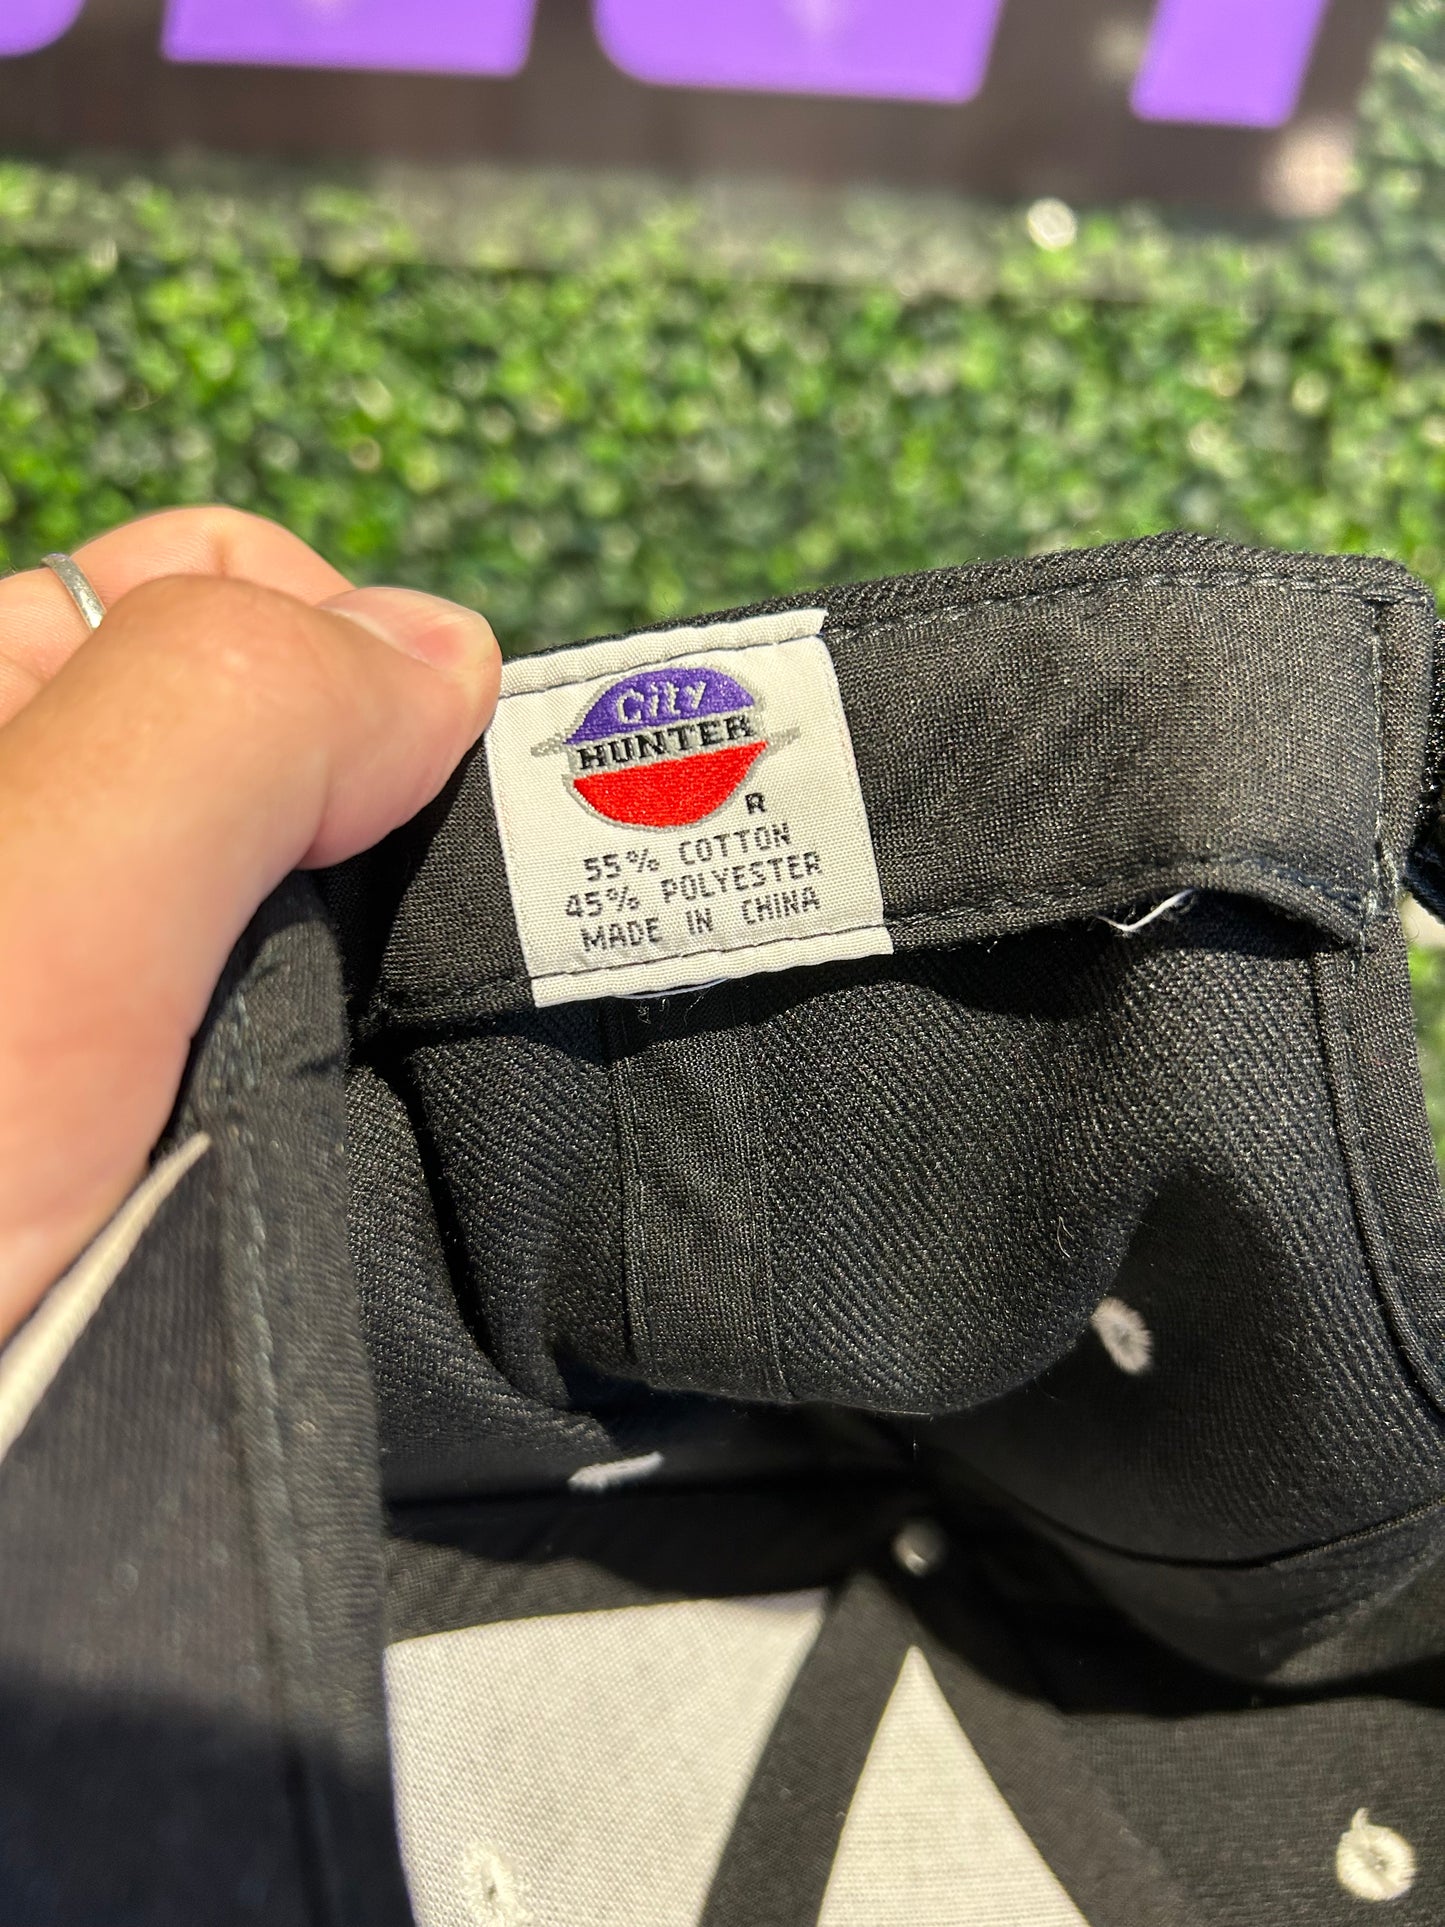 City
HUNTER
R
55% COTTON
45% POLYESTER
MADE IN CHINA